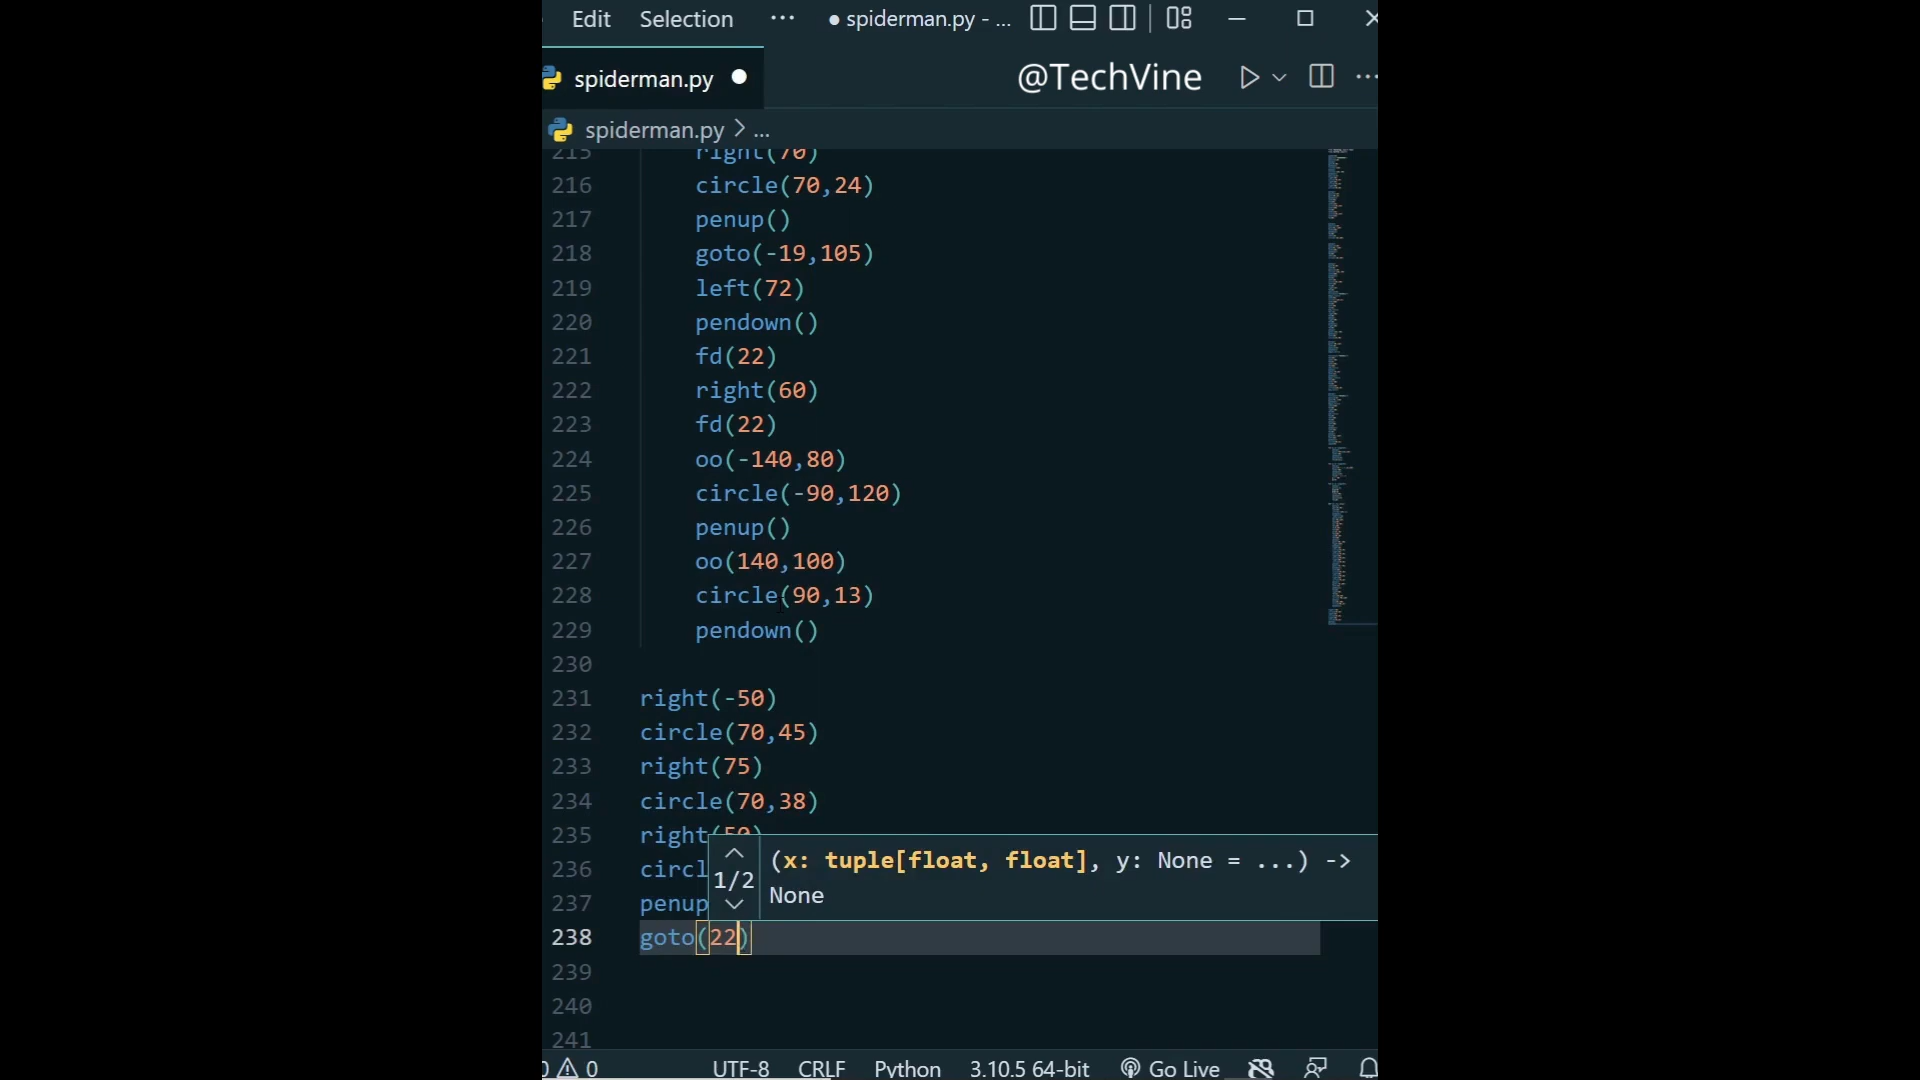 Edit Selection ··· ● spiderman.py - ...
spiderman.py ●
@TechVine
spiderman.py > ...
215 right(70)
216 circle(70,24)
217 penup()
218 goto(-19,105)
219 left(72)
220 pendown()
221 fd(22)
222 right(60)
223 fd(22)
224 oo(-140,80)
225 circle(-90,120)
226 penup()
227 oo(140,100)
228 circle(90,13)
229 pendown()
230
231 right(-50)
232 circle(70,45)
233 right(75)
234 circle(70,38)
235 right(50)
(x: tuple[float, float], y: None = ...) ->
236 circl
1/2
None
237 penup
238 goto(22)
239
240
241
0 0 UTF-8 CRLF Python 3.10.5 64-bit Go Live